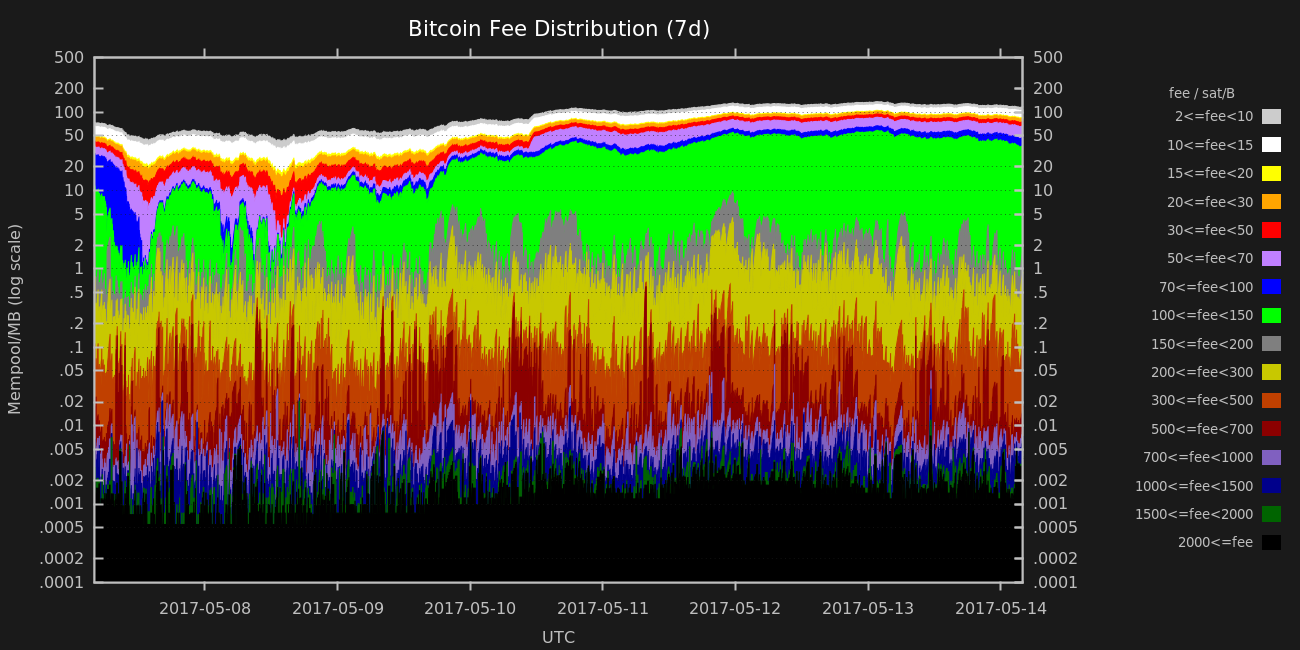 Bitcoin Fee Distribution (7d)
500
200
100
50
20
10
5
2
1
.5
.2
.1
.05
.02
.01
.005
.002
.001
.0005
.0002
.0001
Mempool/MB (log scale)
500
200
100
50
20
10
5
2
1
.5
.2
.1
.05
.02
.01
.005
.002
.001
.0005
.0002
.0001
fee / sat/B
2<=fee<10
10<=fee<15
15<=fee<20
20<=fee<30
30<=fee<50
50<=fee<70
70<=fee<100
100<=fee<150
150<=fee<200
200<=fee<300
300<=fee<500
500<=fee<700
700<=fee<1000
1000<=fee<1500
1500<=fee<2000
2000<=fee
2017-05-08 2017-05-09 2017-05-10 2017-05-11 2017-05-12 2017-05-13 2017-05-14
UTC